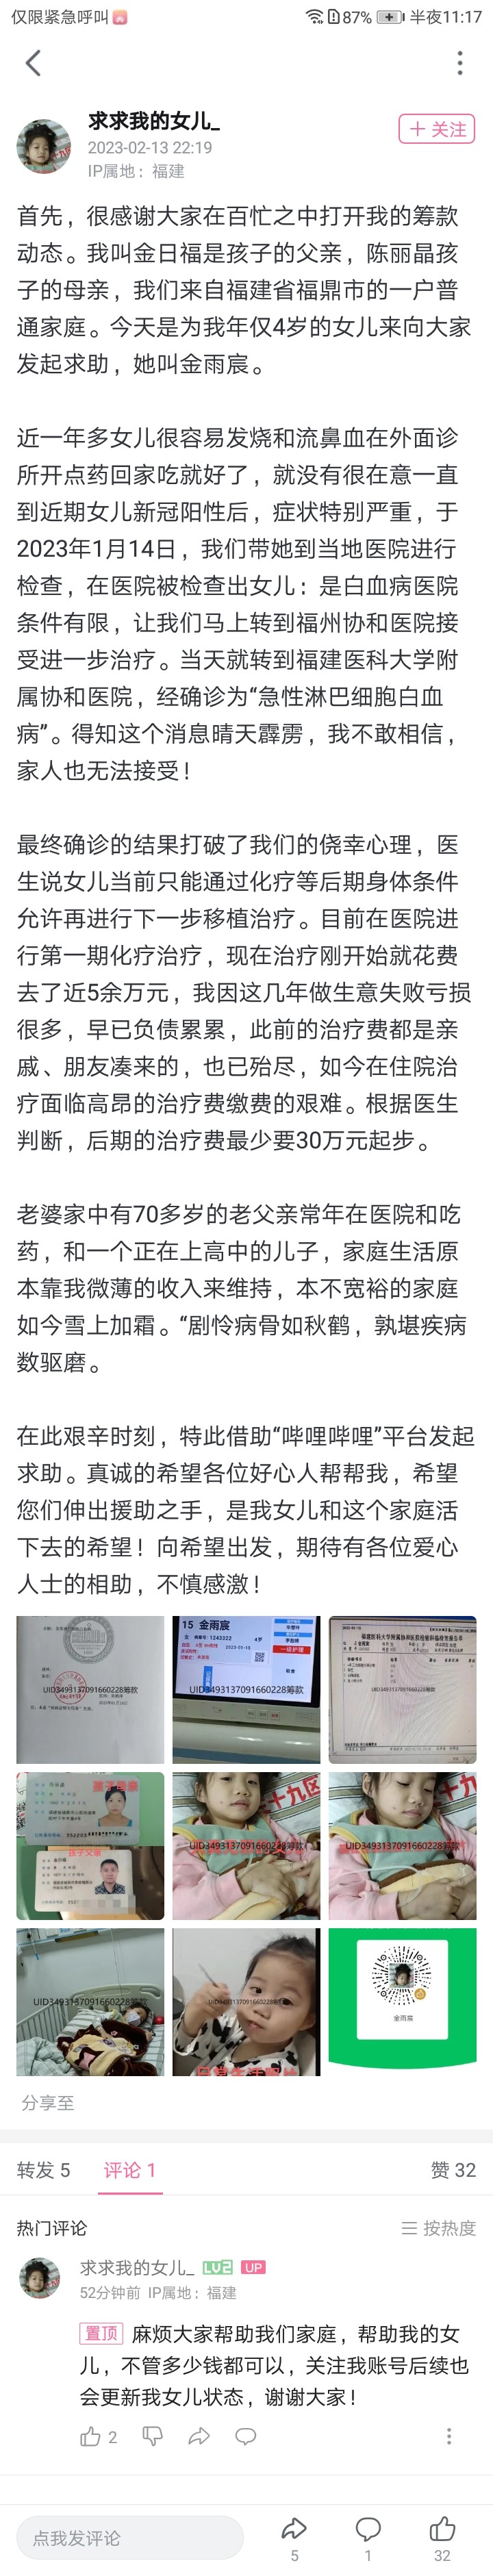 仅限紧急呼叫
87%
半夜11:17
求求我的女儿_
2023-02-13 22:19
IP属地：福建
+ 关注
首先，很感谢大家在百忙之中打开我的筹款
动态。我叫金日福是孩子的父亲，陈丽晶孩
子的母亲，我们来自福建省福鼎市的一户普
通家庭。今天是为我年仅4岁的女儿来向大家
发起求助，她叫金雨宸。
近一年多女儿很容易发烧和流鼻血在外面诊
所开点药回家吃就好了，就没有很在意一直
到近期女儿新冠阳性后，症状特别严重，于
2023年1月14日，我们带她到当地医院进行
检查，在医院被检查出女儿：是白血病医院
条件有限，让我们马上转到福州协和医院接
受进一步治疗。当天就转到福建医科大学附
属协和医院，经确诊为“急性淋巴细胞白血
病”。得知这个消息晴天霹雳，我不敢相信，
家人也无法接受！
最终确诊的结果打破了我们的侥幸心理，医
生说女儿当前只能通过化疗等后期身体条件
允许再进行下一步移植治疗。目前在医院进
行第一期化疗治疗，现在治疗刚开始就花费
去了近5余万元，我因这几年做生意失败亏损
很多，早已负债累累，此前的治疗费都是亲
戚、朋友凑来的，也已殆尽，如今在住院治
疗面临高昂的治疗费缴费的艰难。根据医生
判断，后期的治疗费最少要30万元起步。
老婆家中有70多岁的老父亲常年在医院和吃
药，和一个正在上高中的儿子，家庭生活原
本靠我微薄的收入来维持，本不宽裕的家庭
如今雪上加霜。“剧怜病骨如秋鹤，孰堪疾病
数驱磨。
在此艰辛时刻，特此借助“哔哩哔哩”平台发起
求助。真诚的希望各位好心人帮帮我，希望
您们伸出援助之手，是我女儿和这个家庭活
下去的希望！向希望出发，期待有各位爱心
人士的相助，不慎感激！
UID3493137091660228筹款
15 金雨宸
4岁
一级护理
UID3493137091660228筹款
福建医科大学附属协和医院检验科临检室报告单
UID3493137091660228筹款
孩子母亲
孩子父亲
十九区
UID3493137091660228筹款
十九
UID3493137091660228筹款
UID3493137091660228筹款
UID3493137091660228筹款
日常生活照片
金雨宸
分享至
转发 5
评论 1
赞 32
热门评论
按热度
求求我的女儿_ LV2 UP
52分钟前 IP属地：福建
置顶 麻烦大家帮助我们家庭，帮助我的女
儿，不管多少钱都可以，关注我账号后续也
会更新我女儿状态，谢谢大家！
2
点我发评论
5
1
32